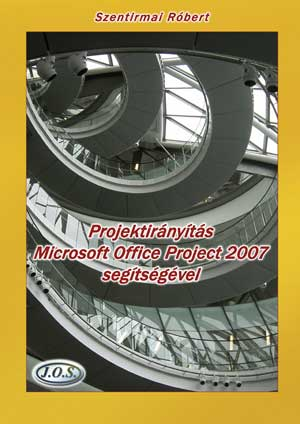 Szentirmai Róbert
Projektirányítás
Microsoft Office Project 2007
segítségével
J.O.S.